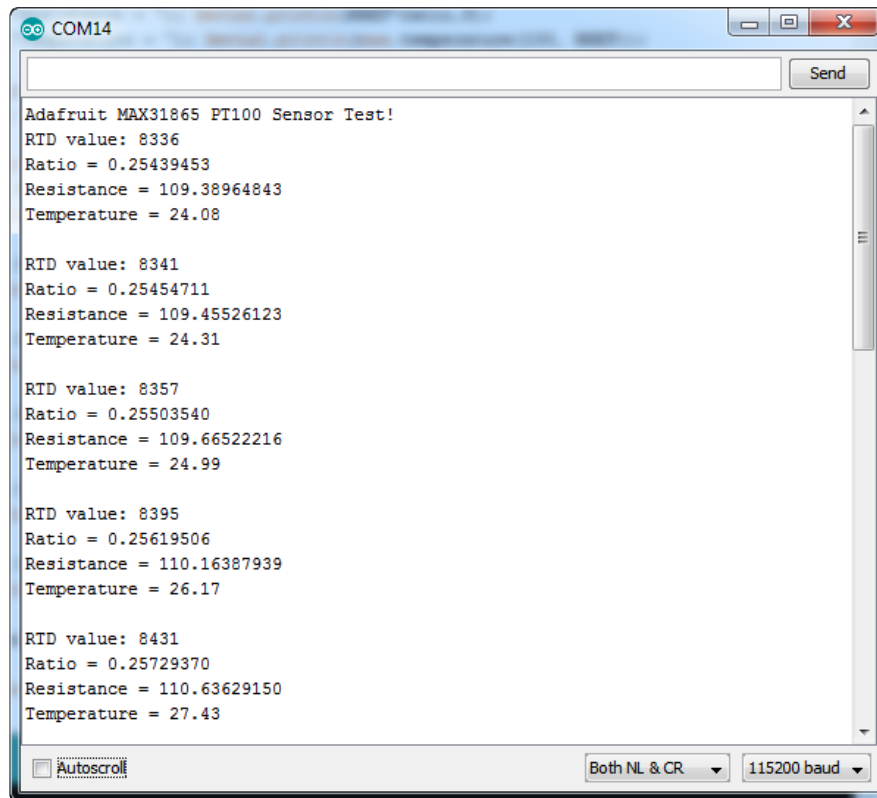 COM14
Send
Adafruit MAX31865 PT100 Sensor Test!
RTD value: 8336
Ratio = 0.25439453
Resistance = 109.38964843
Temperature = 24.08
RTD value: 8341
Ratio = 0.25454711
Resistance = 109.45526123
Temperature = 24.31
RTD value: 8357
Ratio = 0.25503540
Resistance = 109.66522216
Temperature = 24.99
RTD value: 8395
Ratio = 0.25619506
Resistance = 110.16387939
Temperature = 26.17
RTD value: 8431
Ratio = 0.25729370
Resistance = 110.63629150
Temperature = 27.43
Autoscroll Both NL & CR 115200 baud